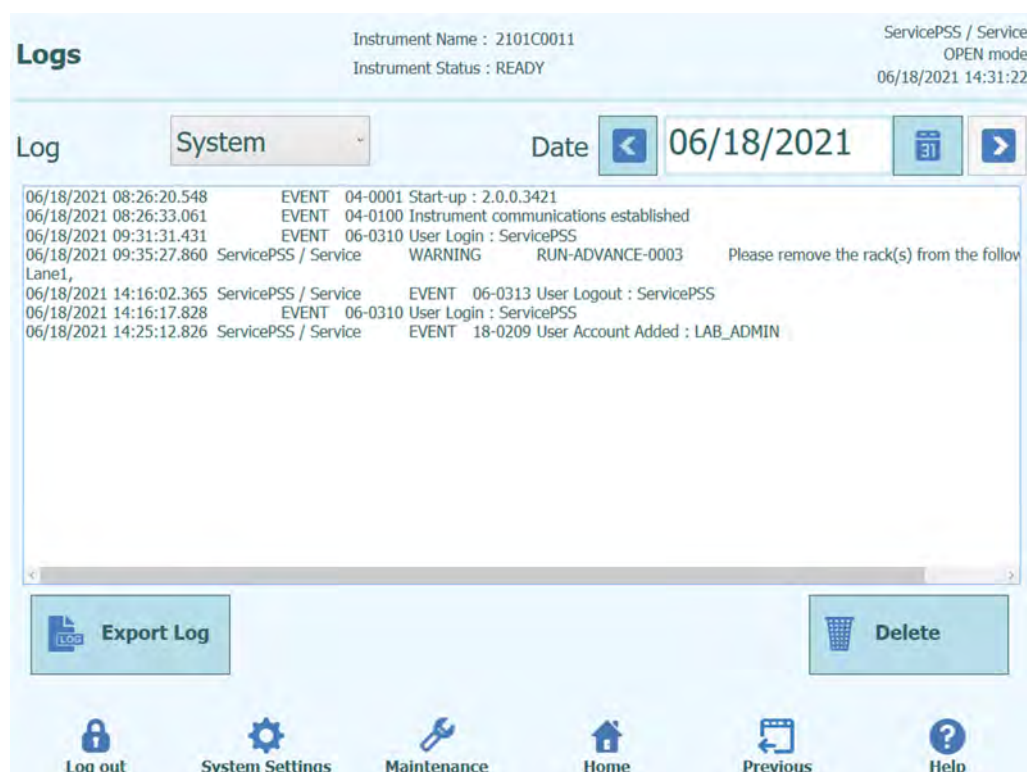 Logs
Instrument Name : 2101C0011
Instrument Status : READY
ServicePSS / Service
OPEN mode
06/18/2021 14:31:22
Log
System
Date
06/18/2021
31
06/18/2021 08:26:20.548 EVENT 04-0001 Start-up : 2.0.0.3421
06/18/2021 08:26:33.061 EVENT 04-0100 Instrument communications established
06/18/2021 09:31:31.431 EVENT 06-0310 User Login : ServicePSS
06/18/2021 09:35:27.860 ServicePSS / Service WARNING RUN-ADVANCE-0003 Please remove the rack(s) from the follow
Lane1,
06/18/2021 14:16:02.365 ServicePSS / Service EVENT 06-0313 User Logout : ServicePSS
06/18/2021 14:16:17.828 EVENT 06-0310 User Login : ServicePSS
06/18/2021 14:25:12.826 ServicePSS / Service EVENT 18-0209 User Account Added : LAB_ADMIN
LOG
Export Log
Delete
Log out
System Settings
Maintenance
Home
Previous
Help